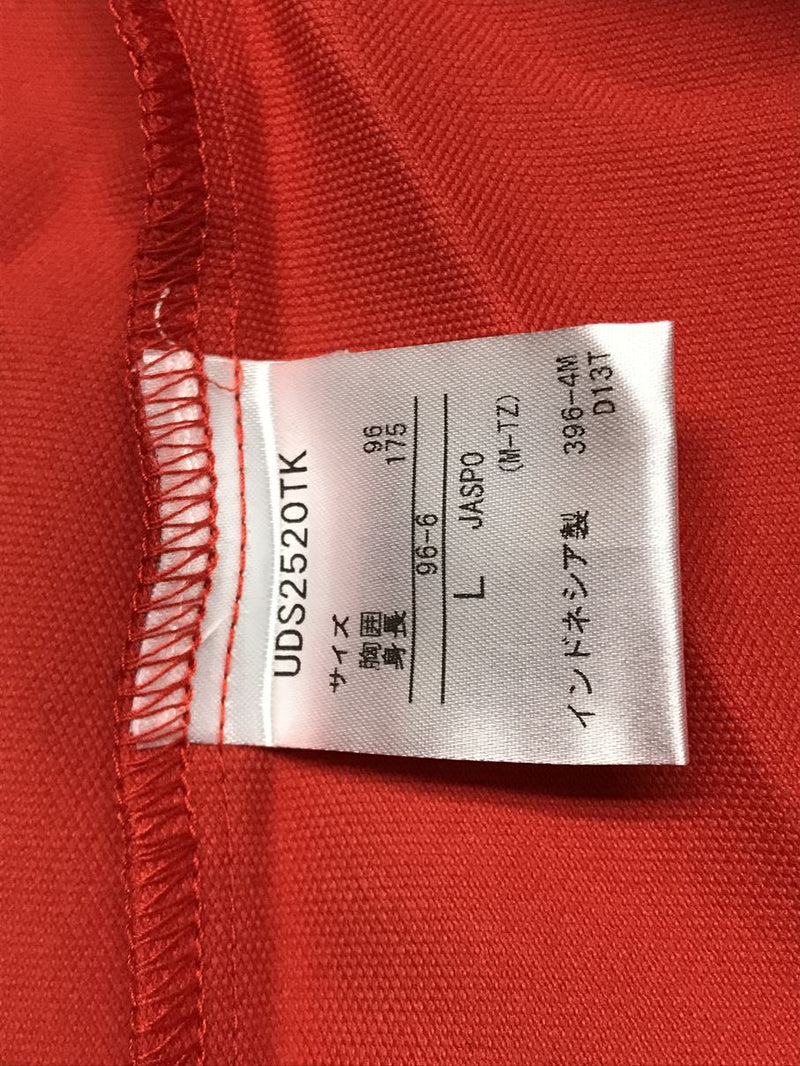 UDS2520TK
サイズ
胸囲 96
身長 175
96-6
L JASPO
(M-TZ)
インドネシア製 396-4M
D13T